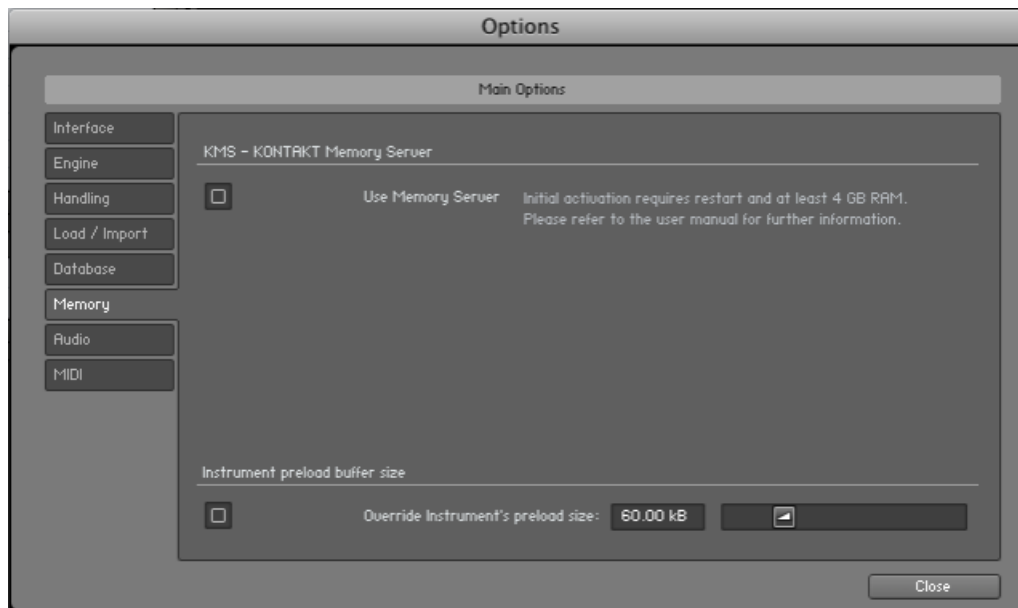 Options
Main Options
Interface
Engine
Handling
Load / Import
Database
Memory
Audio
MIDI
KMS - KONTAKT Memory Server
Use Memory Server
Initial activation requires restart and at least 4 GB RAM.
Please refer to the user manual for further information.
Instrument preload buffer size
Override Instrument's preload size:
60.00 kB
Close